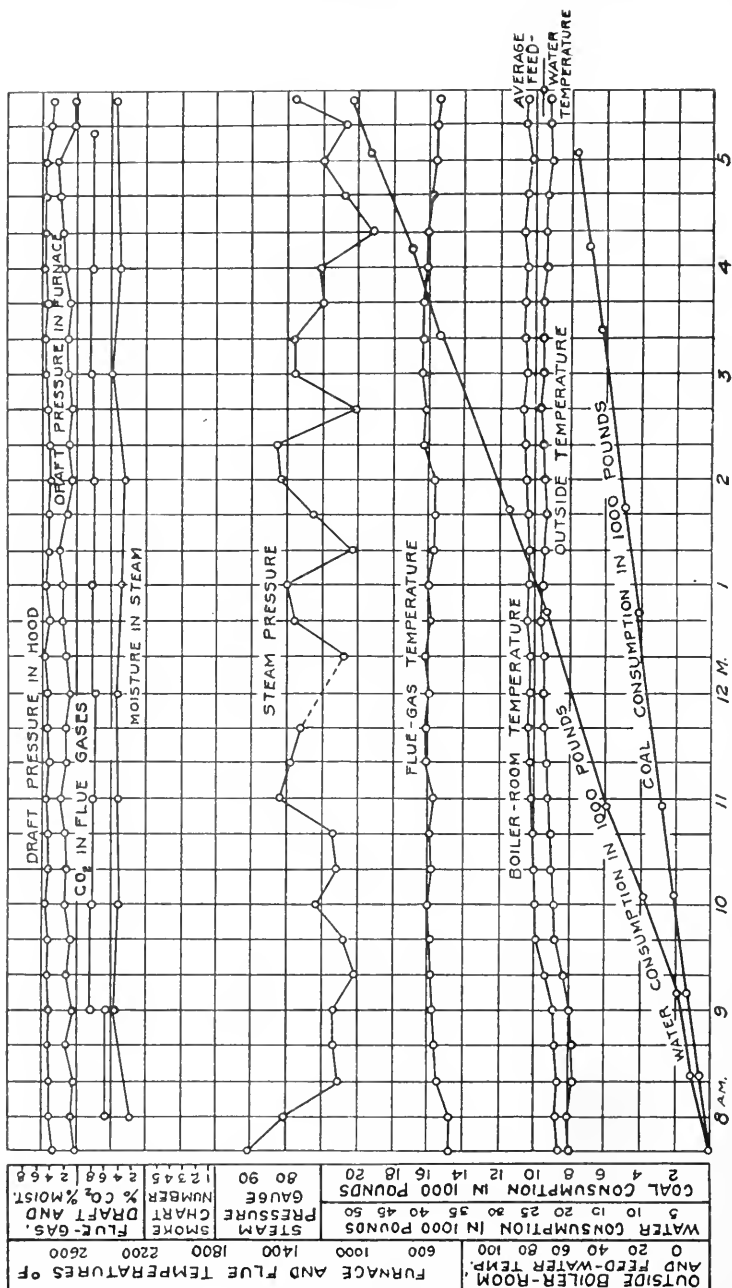 DRAFT PRESSURE IN HOOD
DRAFT PRESSURE IN FURNACE
CO₂ IN FLUE GASES
MOISTURE IN STEAM
STEAM PRESSURE
FLUE-GAS TEMPERATURE
BOILER-ROOM TEMPERATURE
OUTSIDE TEMPERATURE
AVERAGE
FEED-
WATER
TEMPERATURE
WATER CONSUMPTION IN 1000 POUNDS
COAL CONSUMPTION IN 1000 POUNDS
8 A.M. 9 10 11 12 M. 1 2 3 4 5
FLUE-GAS,
DRAFT AND
% CO₂ % MOIST.
2 4 6 8 2 4 6 8 2 4
SMOKE
CHART
NUMBER
1 2 3 4 5
STEAM
PRESSURE
GAUGE
80 90
COAL CONSUMPTION IN 1000 POUNDS
2 4 6 8 10 12 14 16 18 20
WATER CONSUMPTION IN 1000 POUNDS
5 10 15 20 25 30 35 40 45 50
FURNACE AND FLUE TEMPERATURES °F
600 1000 1400 1800 2200 2600
OUTSIDE BOILER-ROOM,
AND FEED-WATER TEMP.
0 20 40 60 80 100